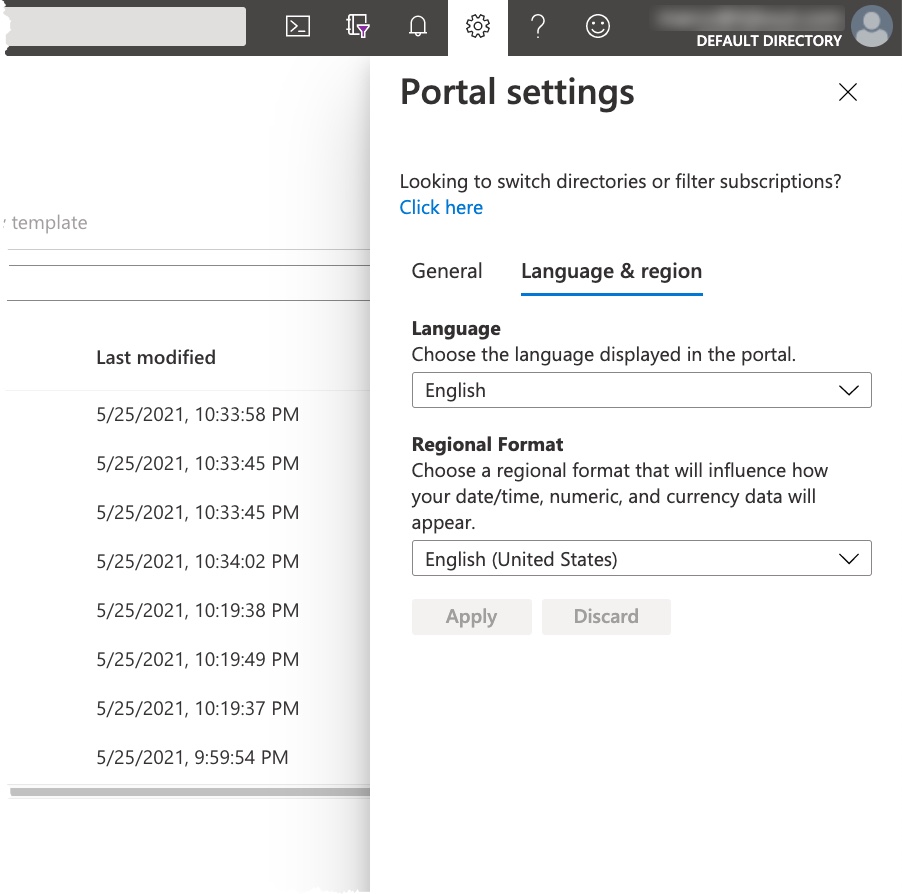 DEFAULT DIRECTORY
Portal settings
Looking to switch directories or filter subscriptions?
Click here
template
General
Language & region
Language
Choose the language displayed in the portal.
English
Regional Format
Choose a regional format that will influence how
your date/time, numeric, and currency data will
appear.
English (United States)
Apply
Discard
Last modified
5/25/2021, 10:33:58 PM
5/25/2021, 10:33:45 PM
5/25/2021, 10:33:45 PM
5/25/2021, 10:34:02 PM
5/25/2021, 10:19:38 PM
5/25/2021, 10:19:49 PM
5/25/2021, 10:19:37 PM
5/25/2021, 9:59:54 PM